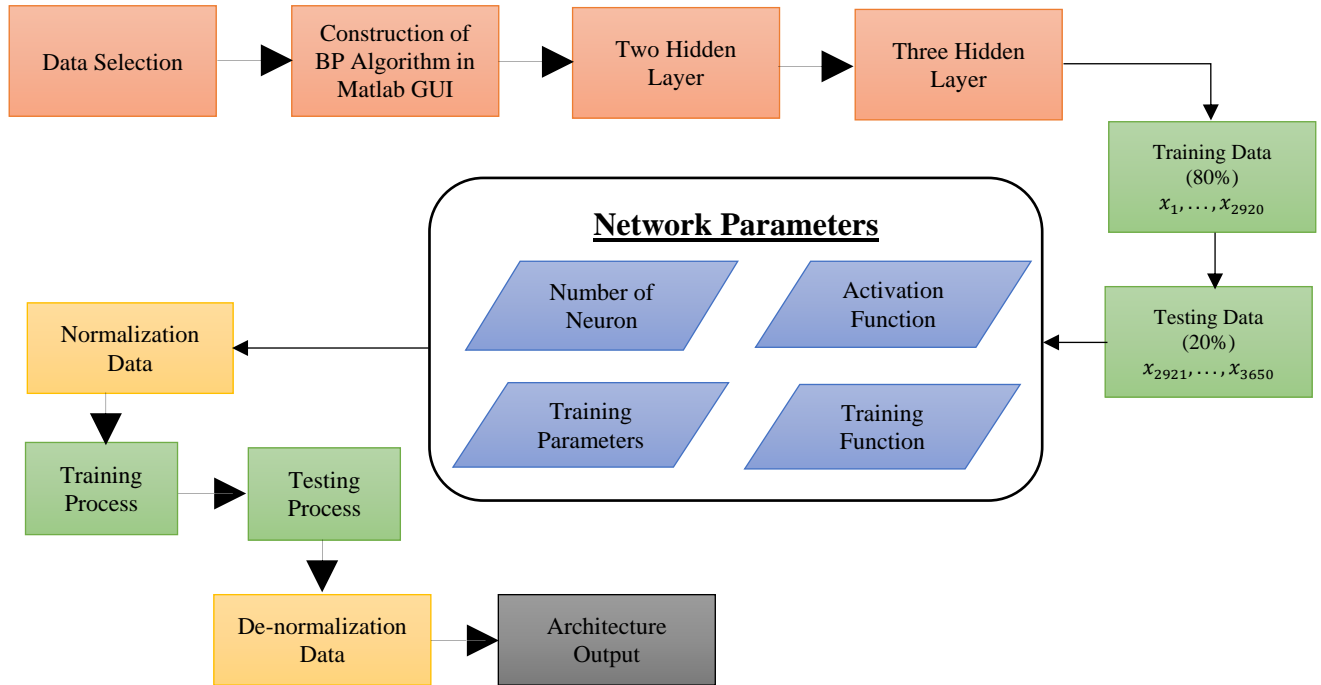 Data Selection
Construction of
BP Algorithm in
Matlab GUI
Two Hidden
Layer
Three Hidden
Layer
Training Data
(80%)
𝑥₁, . . . , 𝑥₂₉₂₀
Testing Data
(20%)
𝑥₂₉₂₁, . . . , 𝑥₃₆₅₀
Network Parameters
Number of
Neuron
Activation
Function
Training
Parameters
Training
Function
Normalization
Data
Training
Process
Testing
Process
De-normalization
Data
Architecture
Output